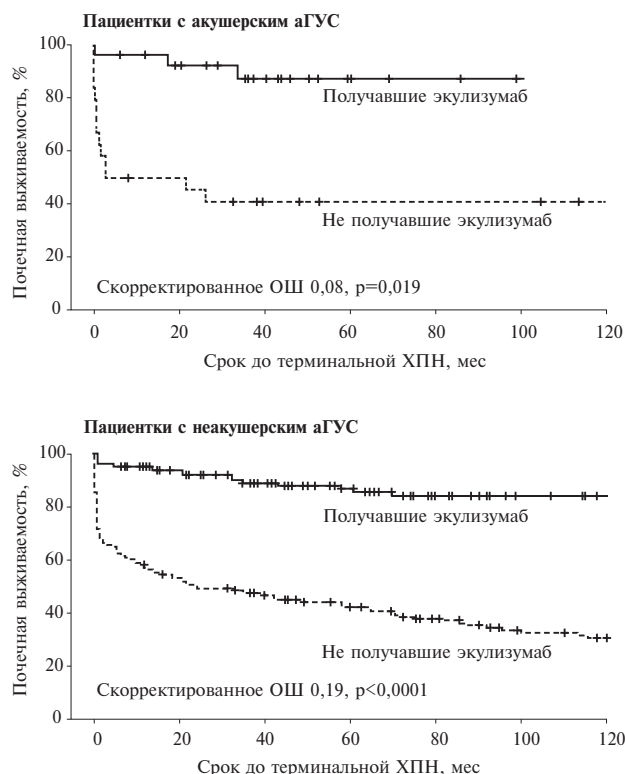 Пациентки с акушерским аГУС
Почечная выживаемость, %
100
80
60
40
20
0
Получавшие экулизумаб
Не получавшие экулизумаб
Скорректированное ОШ 0,08, p=0,019
0 20 40 60 80 100 120
Срок до терминальной ХПН, мес
Пациентки с неакушерским аГУС
Почечная выживаемость, %
100
80
60
40
20
0
Получавшие экулизумаб
Не получавшие экулизумаб
Скорректированное ОШ 0,19, p<0,0001
0 20 40 60 80 100 120
Срок до терминальной ХПН, мес